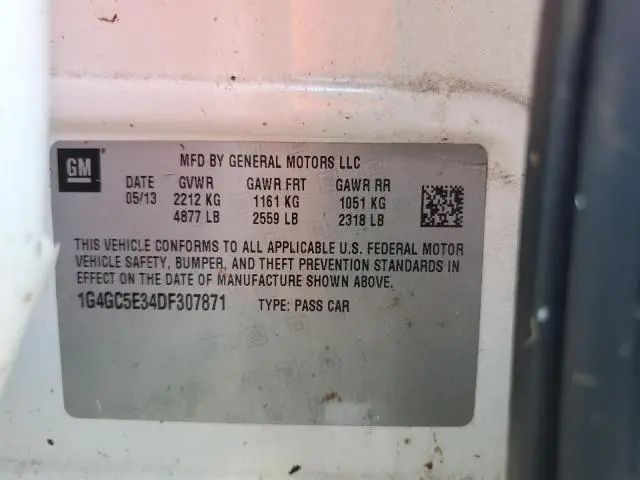 GM
MFD BY GENERAL MOTORS LLC
DATE GVWR GAWR FRT GAWR RR
05/13 2212 KG 1161 KG 1051 KG
4877 LB 2559 LB 2318 LB
THIS VEHICLE CONFORMS TO ALL APPLICABLE U.S. FEDERAL MOTOR
VEHICLE SAFETY, BUMPER, AND THEFT PREVENTION STANDARDS IN
EFFECT ON THE DATE OF MANUFACTURE SHOWN ABOVE.
1G4GC5E34DF307871 TYPE: PASS CAR